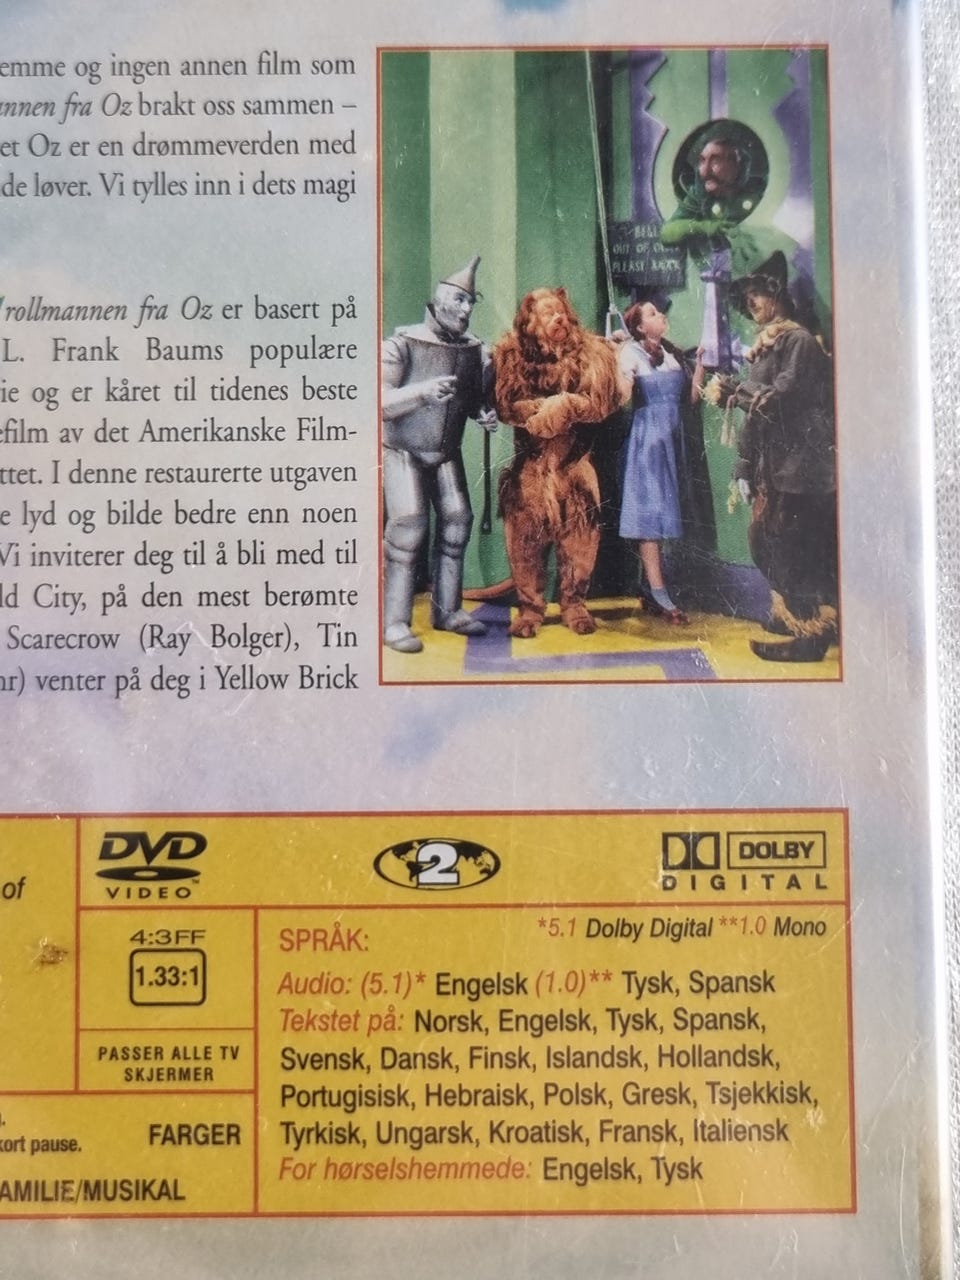 emme og ingen annen film som
nnen fra Oz brakt oss sammen –
et Oz er en drømmeverden med
de løver. Vi tylles inn i dets magi
rollmannen fra Oz er basert på
L. Frank Baums populære
ie og er kåret til tidenes beste
efilm av det Amerikanske Film-
ttet. I denne restaurerte utgaven
e lyd og bilde bedre enn noen
Vi inviterer deg til å bli med til
ld City, på den mest berømte
Scarecrow (Ray Bolger), Tin
hr) venter på deg i Yellow Brick
BELL
OUT OF
PLEASE
of
DVD
VIDEO™
2
DOLBY
DIGITAL
4:3FF
1.33:1
PASSER ALLE TV
SKJERMER
SPRÅK:
*5.1 Dolby Digital **1.0 Mono
Audio: (5.1)* Engelsk (1.0)** Tysk, Spansk
Tekstet på: Norsk, Engelsk, Tysk, Spansk,
Svensk, Dansk, Finsk, Islandsk, Hollandsk,
Portugisisk, Hebraisk, Polsk, Gresk, Tsjekkisk,
Tyrkisk, Ungarsk, Kroatisk, Fransk, Italiensk
For hørselshemmede: Engelsk, Tysk
kort pause.
FARGER
AMILIE/MUSIKAL